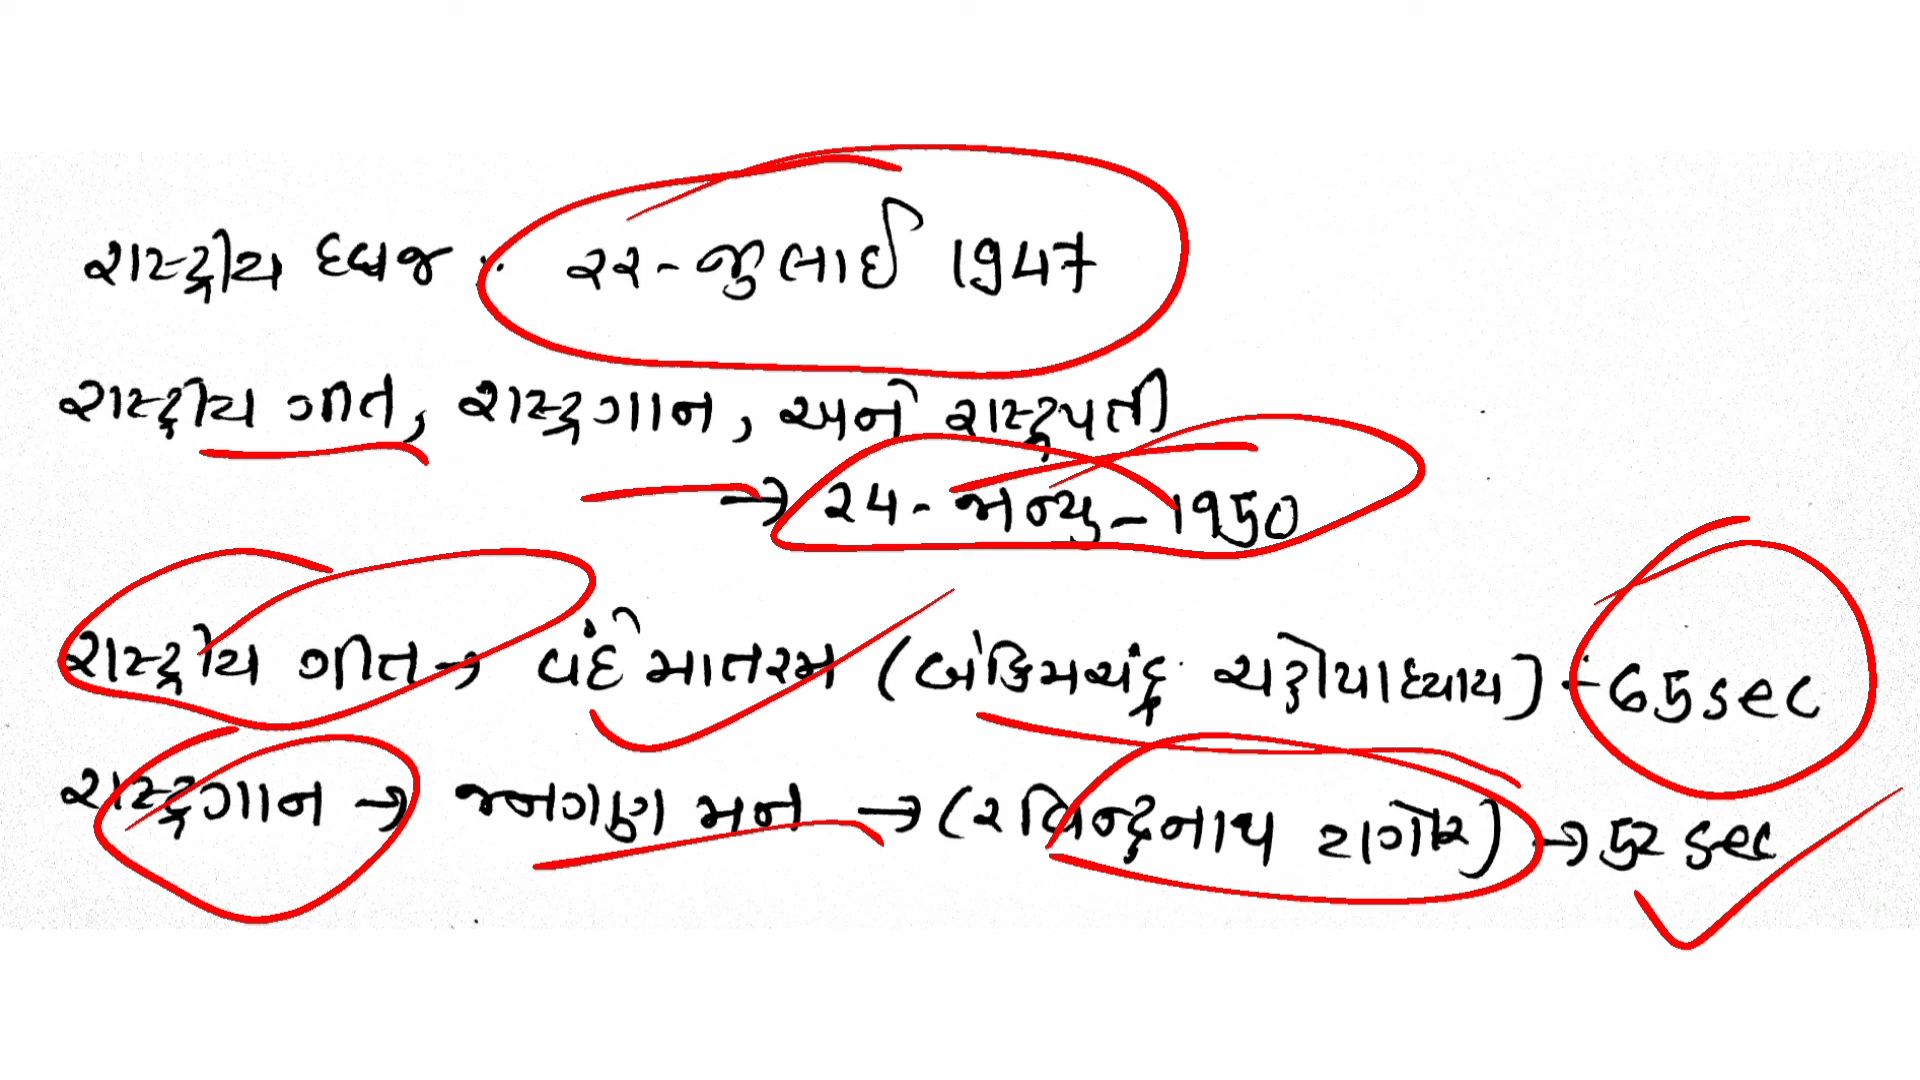 રાષ્ટ્રીય ધ્વજ : ૨૨-જુલાઈ 1947
રાષ્ટ્રીય ગીત, રાષ્ટ્રગાન, અને રાષ્ટ્રપતી
→ ૨૪-જાન્યુ-1950
રાષ્ટ્રીય ગીત → વંદે માતરમ (બંકિમચંદ્ર ચટ્ટોપાધ્યાય) - 65 sec
રાષ્ટ્રગાન → જનગણ મન → (રવિન્દ્રનાથ ટાગોર) → 52 sec